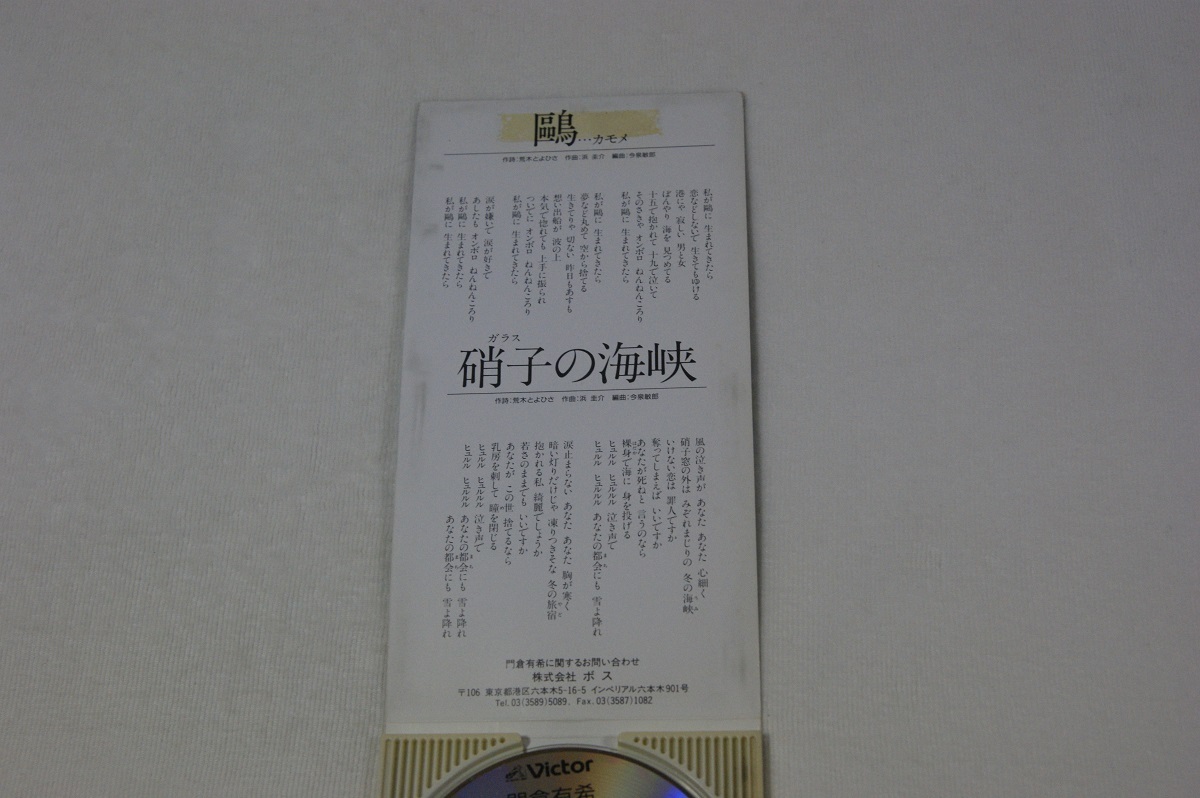 鷗…カモメ
作詩:荒木とよひさ 作曲:浜 圭介 編曲:今泉敏郎
私が鷗に 生まれてきたら
恋などしないで 生きてもゆける
港にゃ 寂しい 男と女
ぼんやり 海を 見つめてる
十五で抱かれて 十九で泣いて
そのさきゃ オンボロ ねんねんころり
私が鷗に 生まれてきたら
私が鷗に 生まれてきたら
夢など丸めて 空から捨てる
生きてりゃ 切ない 昨日もあすも
想い出船が 波の上
本気で惚れても 上手に振られ
ついでに オンボロ ねんねんころり
私が鷗に 生まれてきたら
涙が嫌いで 涙が好きで
あしたも オンボロ ねんねんころり
私が鷗に 生まれてきたら
私が鷗に 生まれてきたら
ガラス
硝子の海峡
作詩:荒木とよひさ 作曲:浜 圭介 編曲:今泉敏郎
風の泣き声が あなた あなた 心細く
硝子窓の外は みぞれまじりの 冬の海峡
いけない恋は 罪人ですか
奪ってしまえば いいですか
あなたが死ねと 言うのなら
裸身で海に 身を投げる
ヒュルル ヒュルルル 泣き声で
ヒュルル ヒュルルル あなたの都会にも 雪よ降れ
涙止まらない あなた あなた 胸が寒く
暗い灯りだけじゃ 凍りつきそな 冬の旅宿
抱かれる私 綺麗でしょうか
若さのままでも いいですか
あなたが この世 捨てるなら
乳房を刺して 瞳を閉じる
ヒュルル ヒュルルル 泣き声で
ヒュルル ヒュルルル あなたの都会にも 雪よ降れ
あなたの都会にも 雪よ降れ
門倉有希に関するお問い合わせ
株式会社 ボス
〒106 東京都港区六本木5-16-5 インペリアル六本木901号
Tel. 03(3589)5089. Fax. 03(3587)1082
Victor
門倉有希